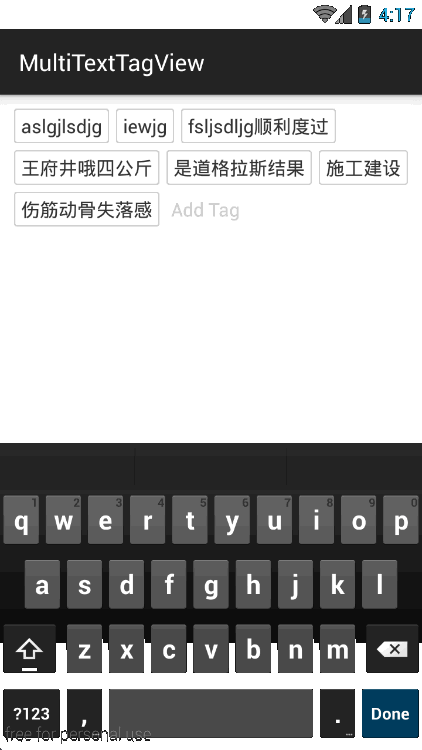 4:17
MultiTextTagView
aslgjlsdjg iewjg fsljsdljg顺利度过
王府井哦四公斤 是道格拉斯结果 施工建设
伤筋动骨失落感 Add Tag
1 2 3 4 5 6 7 8 9 0
q w e r t y u i o p
a s d f g h j k l
z x c v b n m
?123 , . ... Done
free for personal use